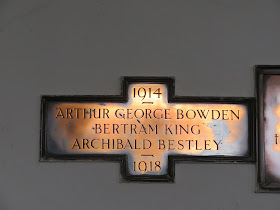 1914
ARTHUR GEORGE BOWDEN
BERTRAM KING
ARCHIBALD BESTLEY
1918